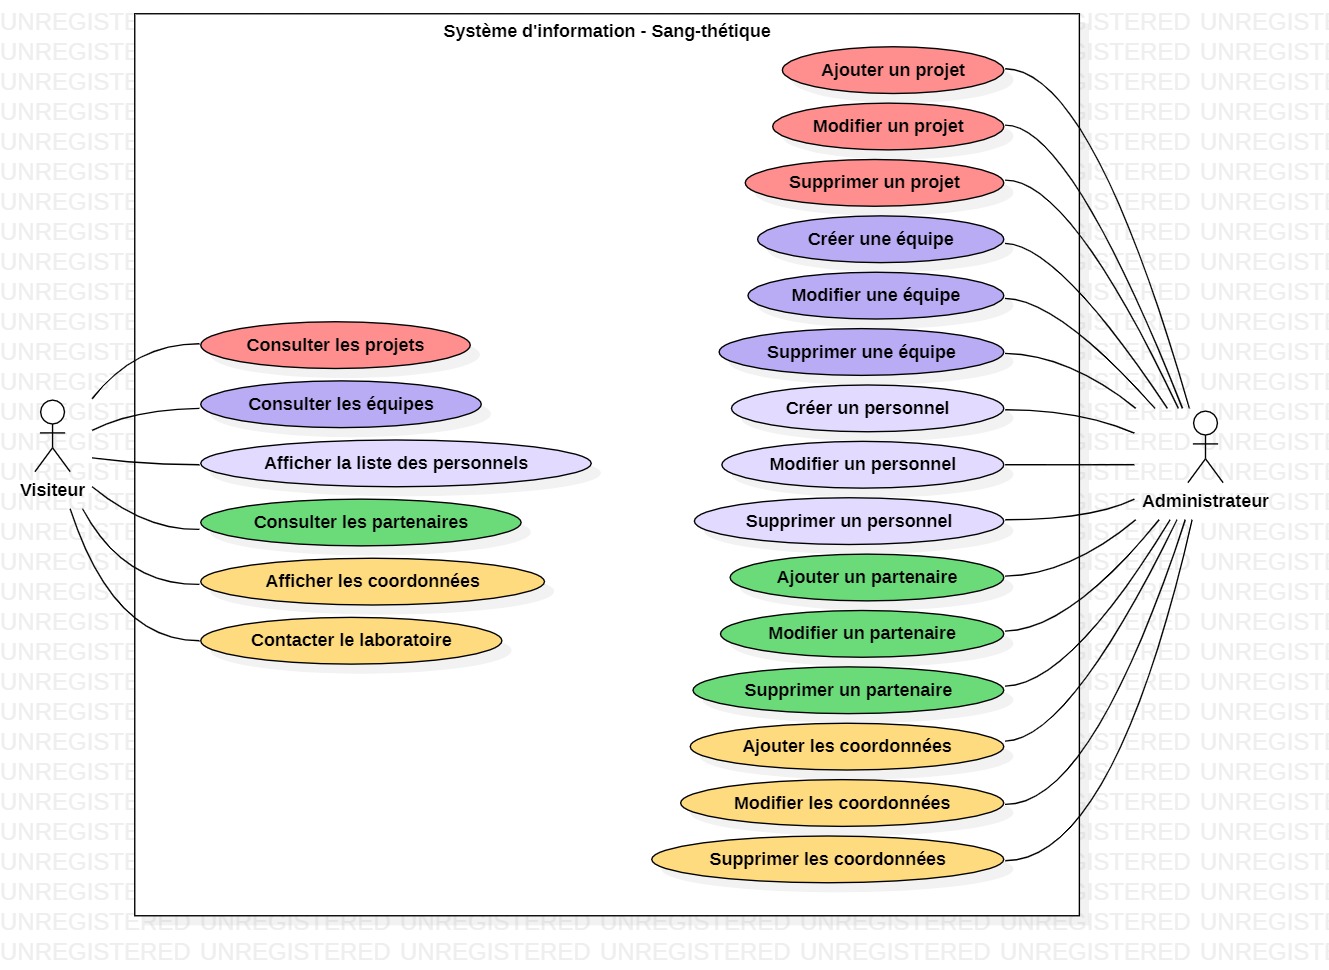 Système d'information - Sang-thétique
Ajouter un projet
Modifier un projet
Supprimer un projet
Créer une équipe
Modifier une équipe
Supprimer une équipe
Créer un personnel
Modifier un personnel
Supprimer un personnel
Ajouter un partenaire
Modifier un partenaire
Supprimer un partenaire
Ajouter les coordonnées
Modifier les coordonnées
Supprimer les coordonnées
Consulter les projets
Consulter les équipes
Afficher la liste des personnels
Consulter les partenaires
Afficher les coordonnées
Contacter le laboratoire
Visiteur
Administrateur
UNREGISTERED UNREGISTERED UNREGISTERED UNREGISTERED UNREGISTERED UNREGISTERED UNREGISTI